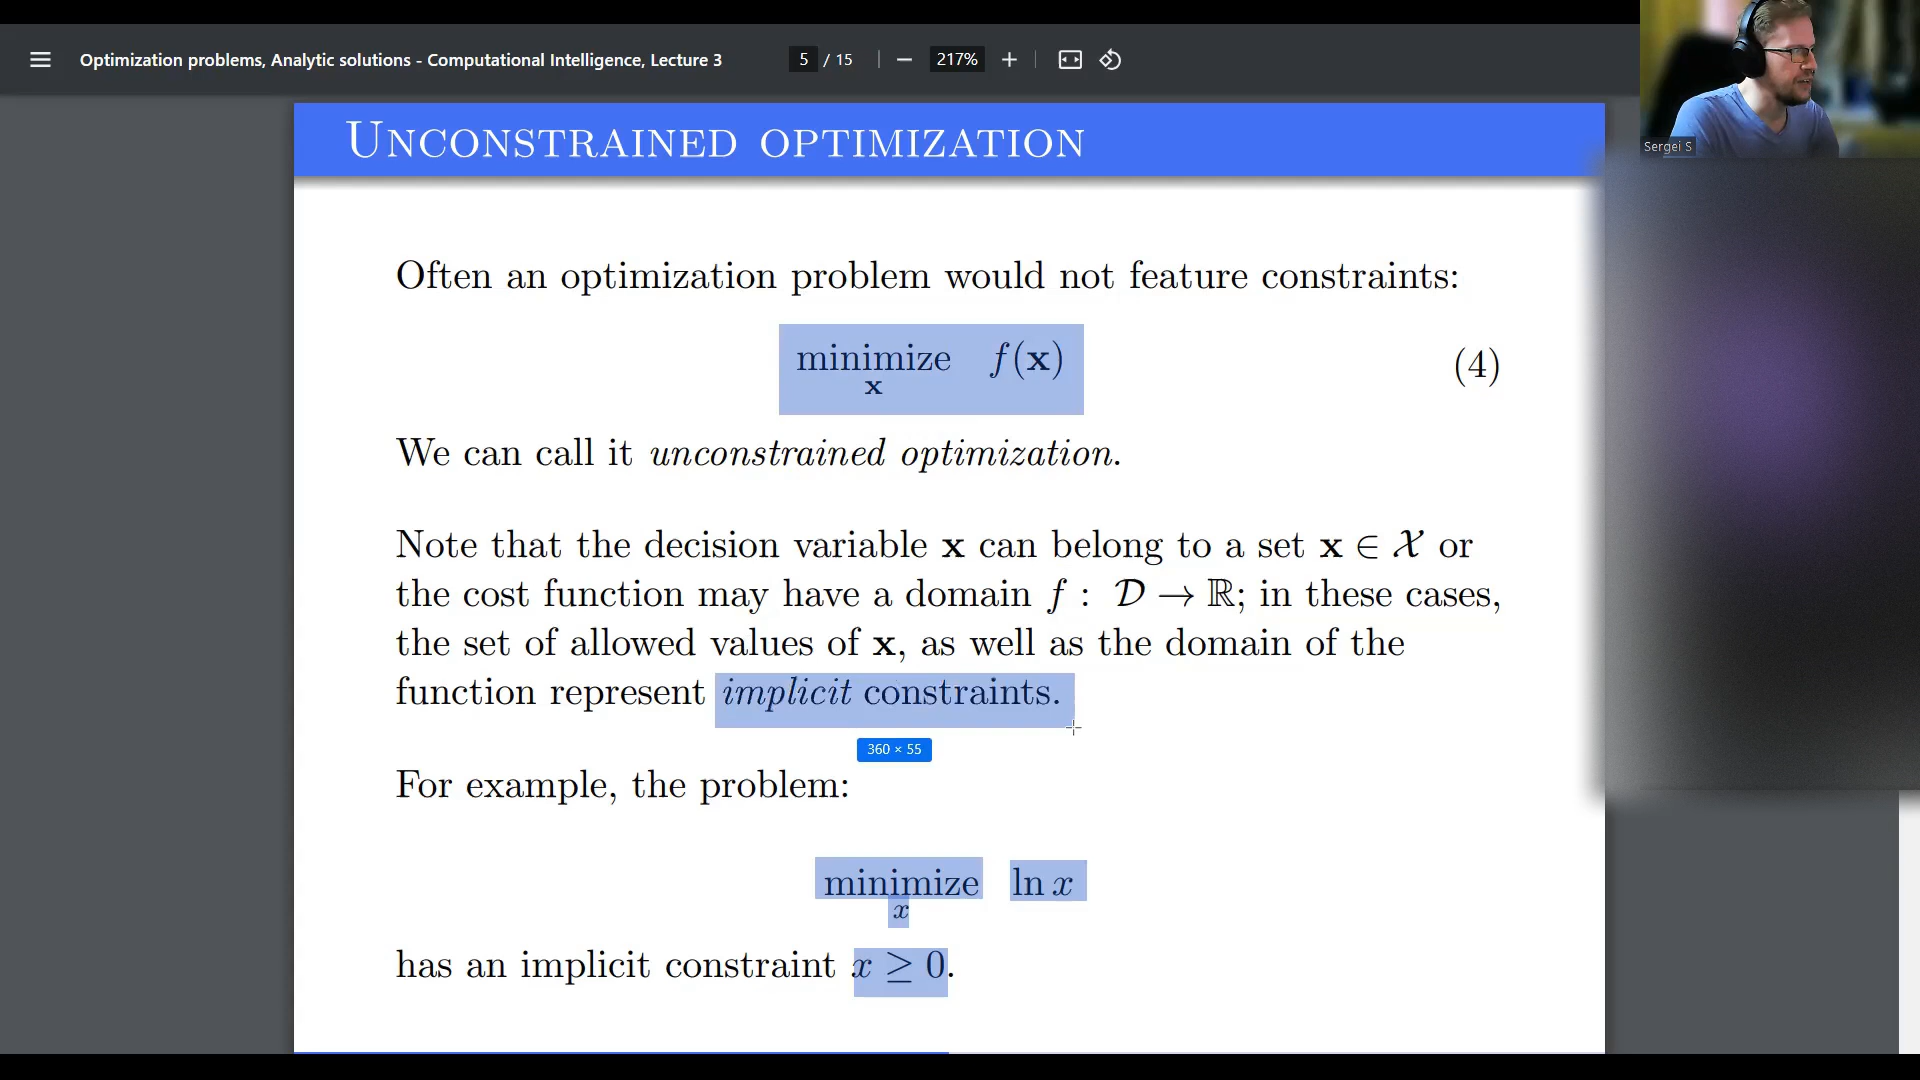 Optimization problems, Analytic solutions - Computational Intelligence, Lecture 3
5 / 15
217%
Sergei S
Unconstrained optimization
Often an optimization problem would not feature constraints:
minimize f(x) (4)
x
We can call it unconstrained optimization.
Note that the decision variable x can belong to a set x ∈ 𝒳 or
the cost function may have a domain f : 𝒟 → ℝ; in these cases,
the set of allowed values of x, as well as the domain of the
function represent implicit constraints.
360 × 55
For example, the problem:
minimize ln x
x
has an implicit constraint x ≥ 0.